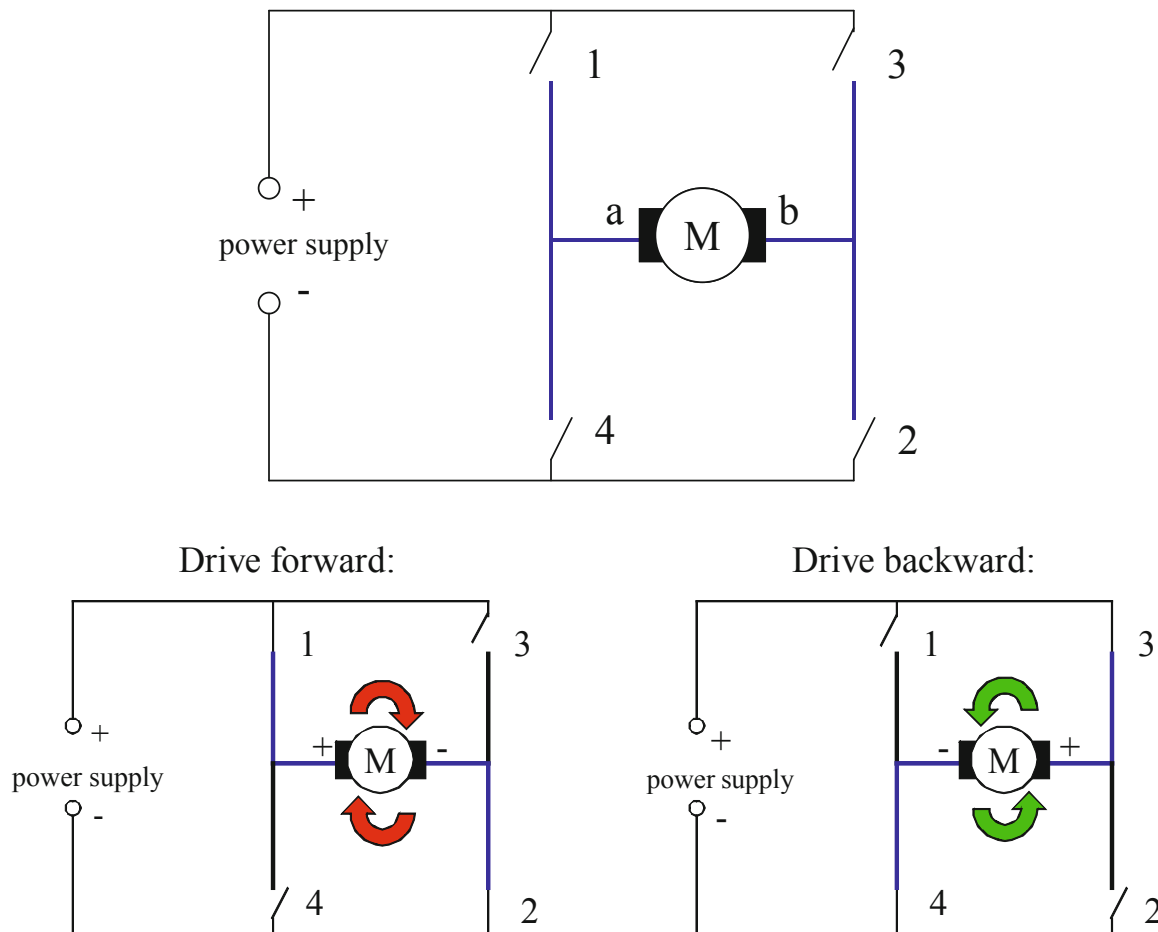 1
3
+
a
M
b
power supply
-
4
2
Drive forward:
Drive backward:
1
3
+
+
M
-
power supply
-
4
2
1
3
+
-
M
+
power supply
-
4
2